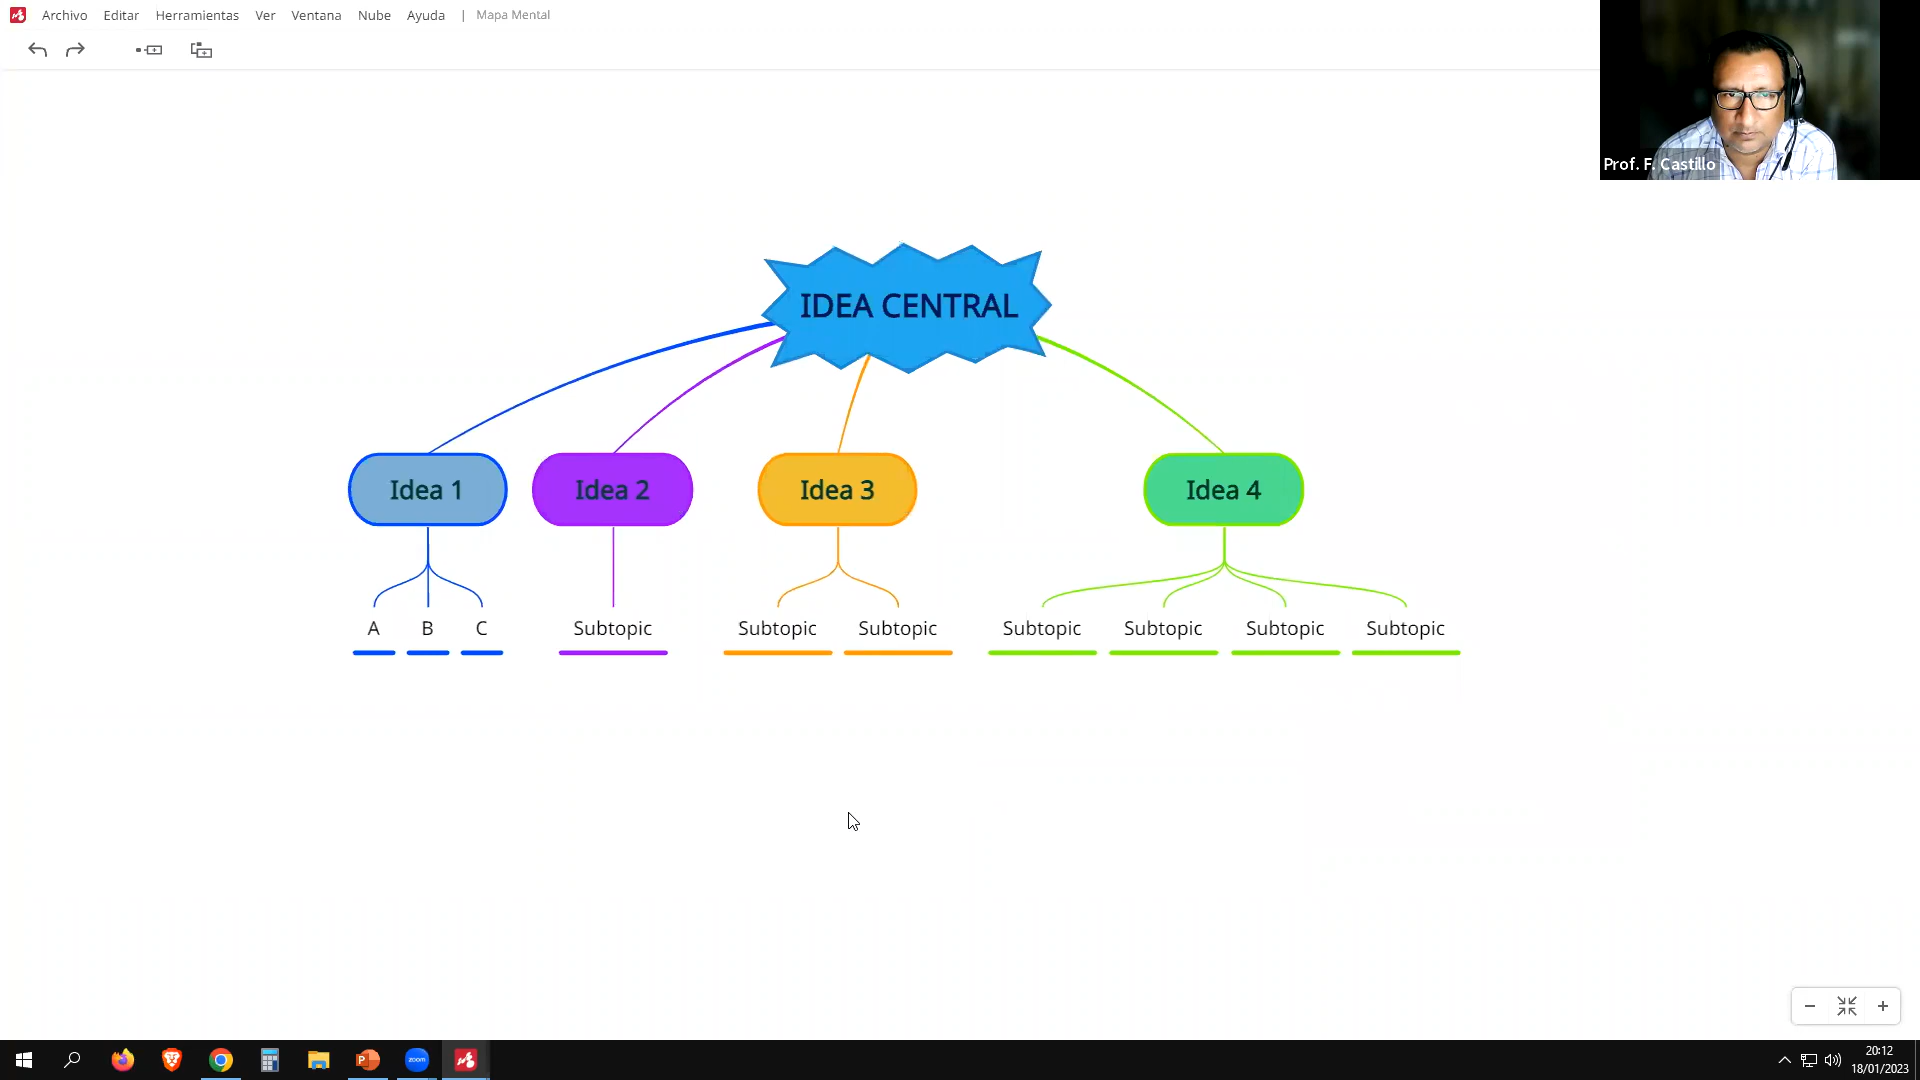 Archivo Editar Herramientas Ver Ventana Nube Ayuda | Mapa Mental
Prof. F. Castillo
IDEA CENTRAL
Idea 1 Idea 2 Idea 3 Idea 4
A B C Subtopic Subtopic Subtopic Subtopic Subtopic Subtopic Subtopic
zoom
20:12
18/01/2023